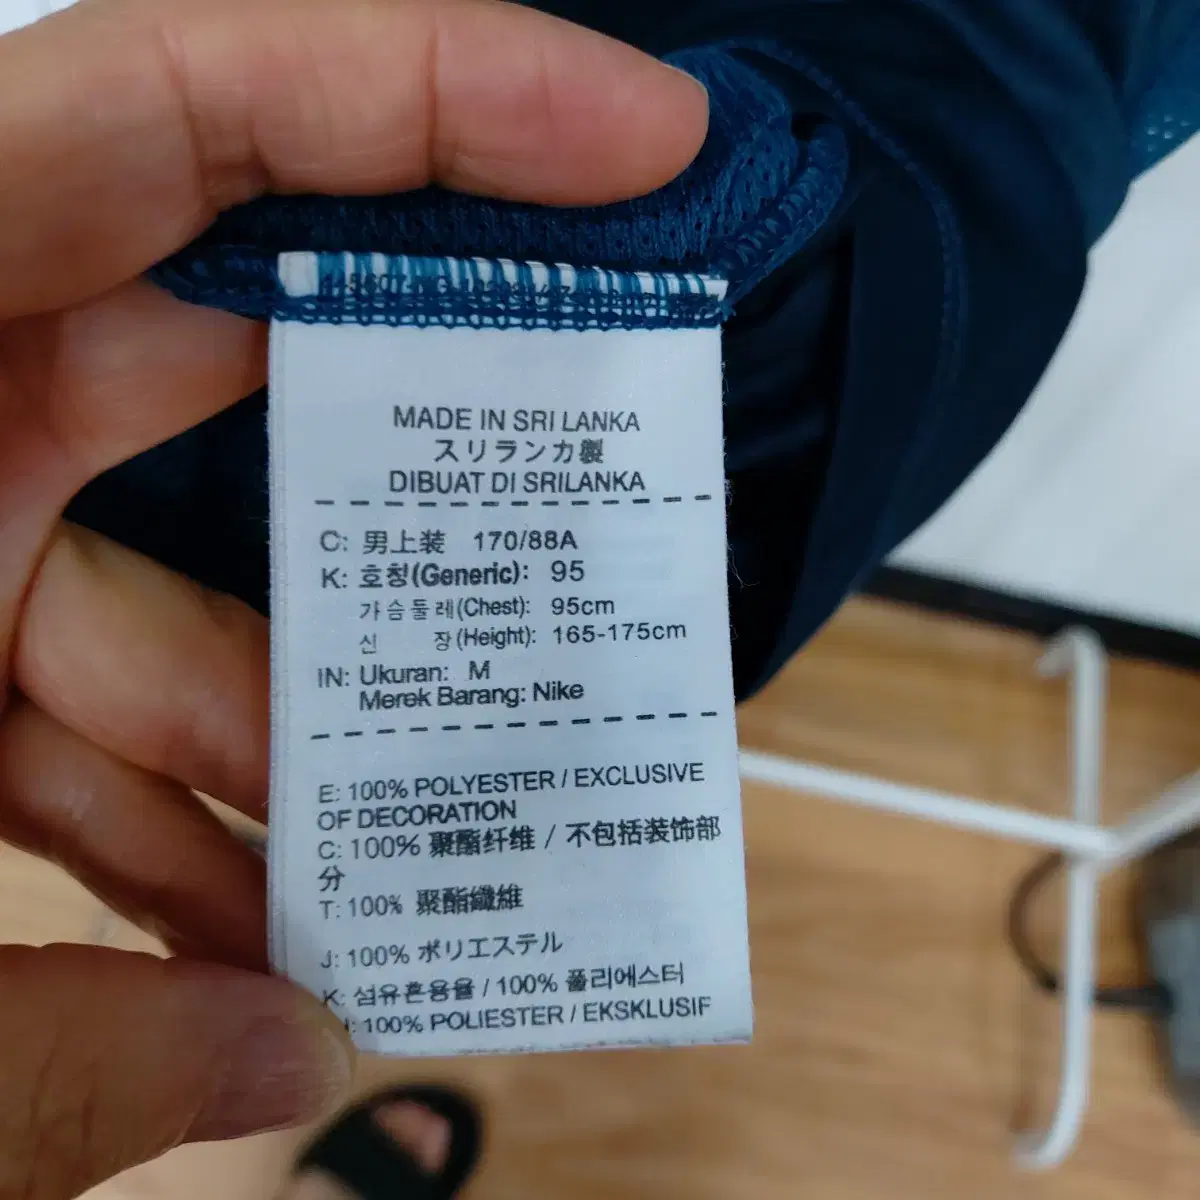 MADE IN SRI LANKA
スリランカ製
DIBUAT DI SRILANKA
C: 男上装 170/88A
K: 호칭(Generic): 95
가슴둘레(Chest): 95cm
신 장(Height): 165-175cm
IN: Ukuran: M
Merek Barang: Nike
E: 100% POLYESTER / EXCLUSIVE
OF DECORATION
C: 100% 聚酯纤维 / 不包括装饰部
分
T: 100% 聚酯纖維
J: 100% ポリエステル
K: 섬유혼용율 / 100% 폴리에스터
100% POLIESTER / EKSKLUSIF